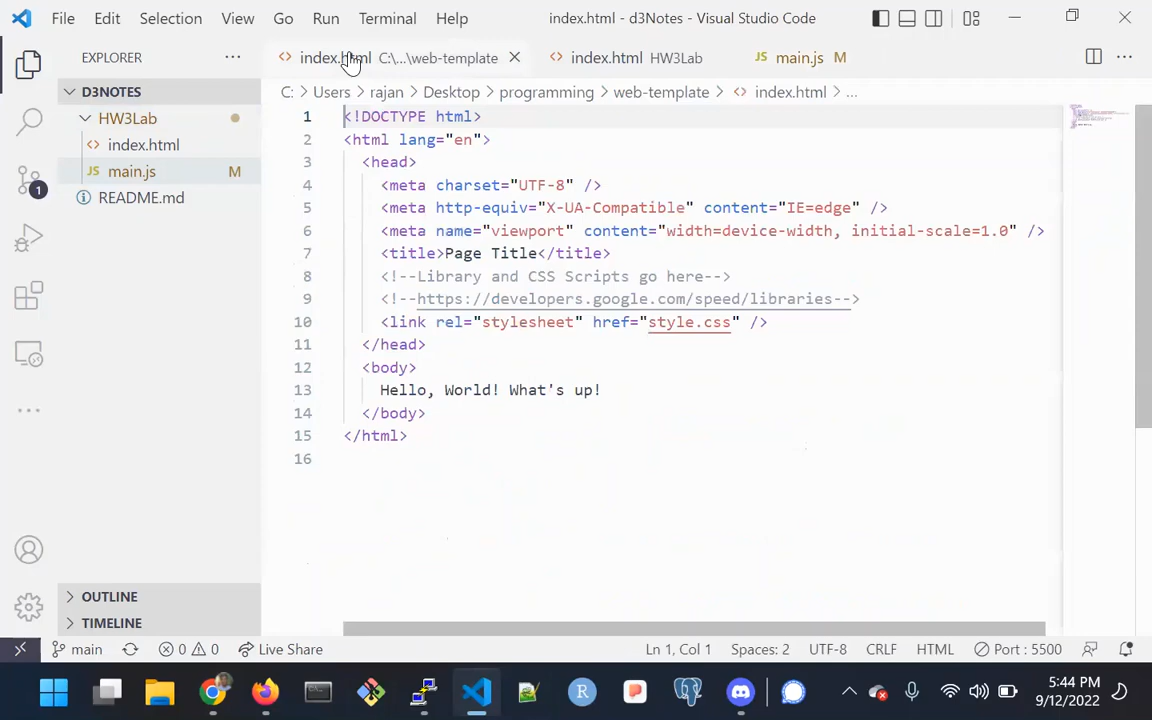 File Edit Selection View Go Run Terminal Help index.html - d3Notes - Visual Studio Code
EXPLORER
index.html C:\...\web-template
index.html HW3Lab
JS main.js M
D3NOTES
C: > Users > rajan > Desktop > programming > web-template > <> index.html > ...
HW3Lab
<> index.html
JS main.js M
README.md
1 <!DOCTYPE html>
2 <html lang="en">
3 <head>
4 <meta charset="UTF-8" />
5 <meta http-equiv="X-UA-Compatible" content="IE=edge" />
6 <meta name="viewport" content="width=device-width, initial-scale=1.0" />
7 <title>Page Title</title>
8 <!--Library and CSS Scripts go here-->
9 <!--https://developers.google.com/speed/libraries-->
10 <link rel="stylesheet" href="style.css" />
11 </head>
12 <body>
13 Hello, World! What's up!
14 </body>
15 </html>
16
1
OUTLINE
TIMELINE
main 0 0 Live Share Ln 1, Col 1 Spaces: 2 UTF-8 CRLF HTML Port : 5500
R
5:44 PM
9/12/2022